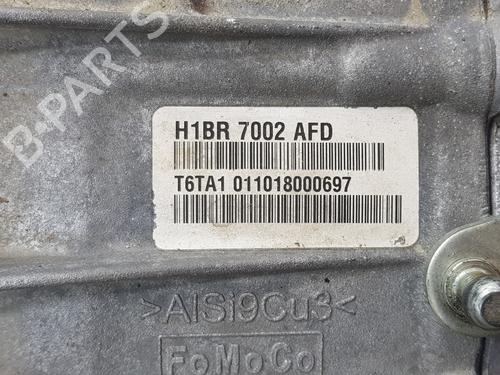 B-PARTS
H1BR 7002 AFD
T6TA1 011018000697
>AlSi9Cu3<
FoMoCo